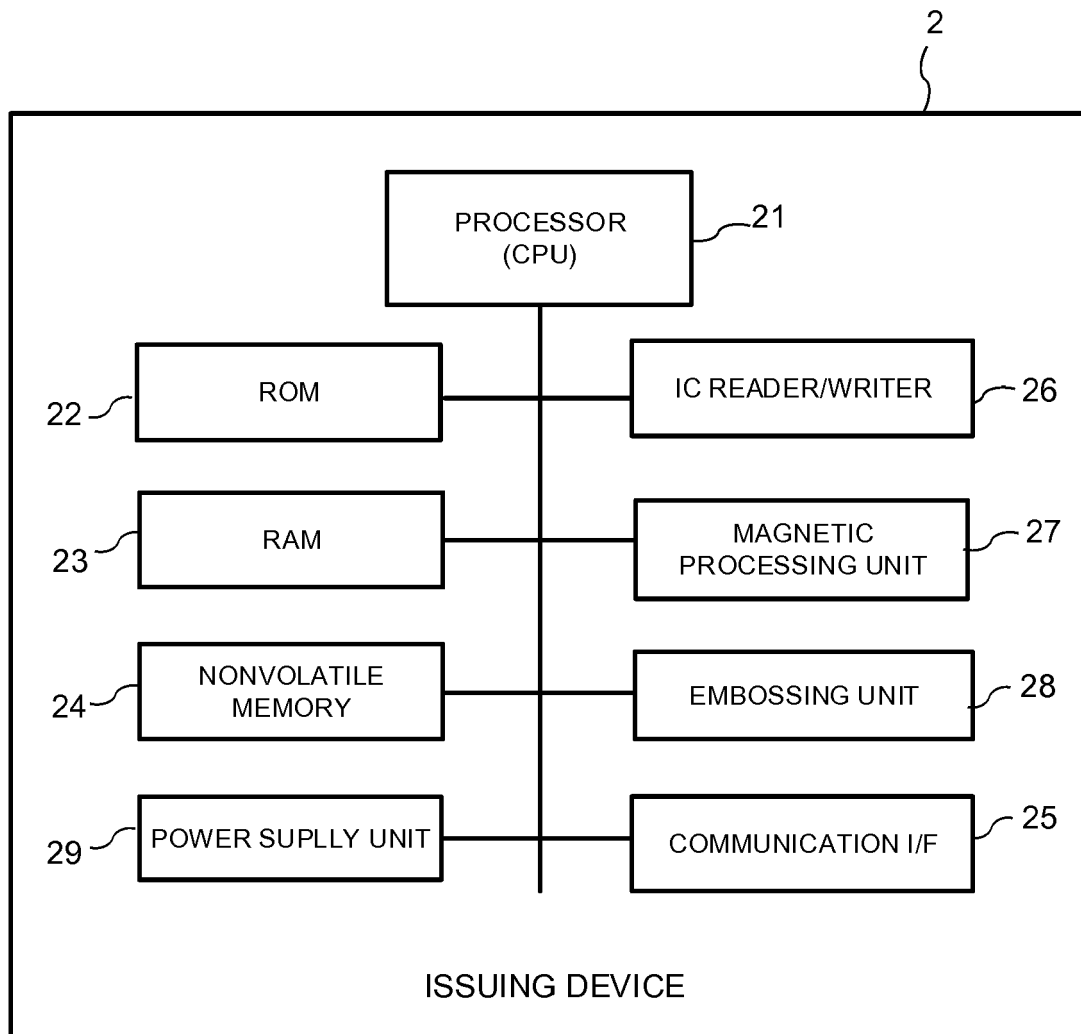 2
PROCESSOR
(CPU)
21
ROM
22
IC READER/WRITER
26
RAM
23
MAGNETIC
PROCESSING UNIT
27
NONVOLATILE
MEMORY
24
EMBOSSING UNIT
28
POWER SUPLLY UNIT
29
COMMUNICATION I/F
25
ISSUING DEVICE